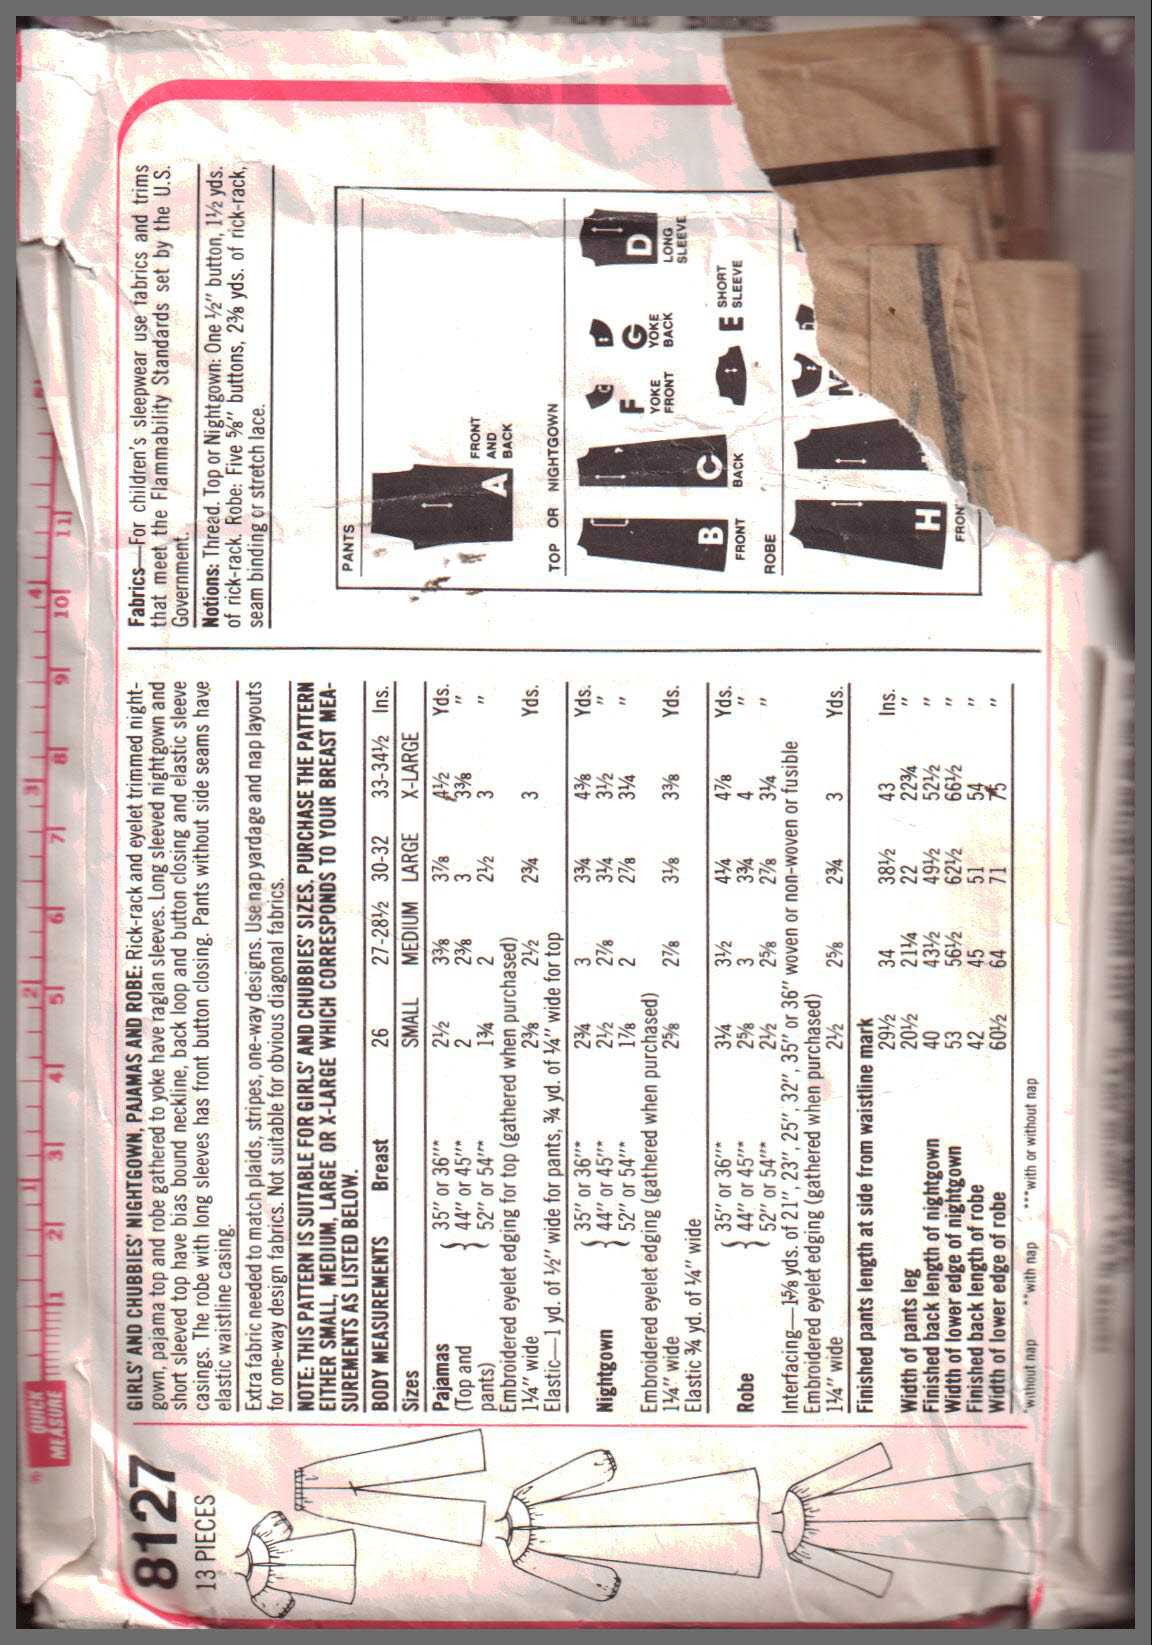 8127
13 PIECES
GIRLS' AND CHUBBIES' NIGHTGOWN, PAJAMAS AND ROBE: Rick-rack and eyelet trimmed night-
gown, pajama top and robe gathered to yoke have raglan sleeves. Long sleeved nightgown and
short sleeved top have bias bound neckline, back loop and button closing and elastic sleeve
casings. The robe with long sleeves has front button closing. Pants without side seams have
elastic waistline casing.
Extra fabric needed to match plaids, stripes, one-way designs. Use nap yardage and nap layouts
for one-way design fabrics. Not suitable for obvious diagonal fabrics.
NOTE: THIS PATTERN IS SUITABLE FOR GIRLS' AND CHUBBIES' SIZES. PURCHASE THE PATTERN
EITHER SMALL, MEDIUM, LARGE OR X-LARGE WHICH CORRESPONDS TO YOUR BREAST MEA-
SUREMENTS AS LISTED BELOW.
BODY MEASUREMENTS Breast 26 27-28½ 30-32 33-34½ Ins.
Sizes SMALL MEDIUM LARGE X-LARGE
Pajamas 35" or 36"** 2½ 3⅜ 3⅞ 4½ Yds.
(Top and 44" or 45"** 2 2⅜ 3 3⅜ "
pants) 52" or 54"** 1¾ 2 2½ 3 "
Embroidered eyelet edging for top (gathered when purchased)
1¼" wide 2⅜ 2½ 2¾ 3 Yds.
Elastic—1 yd. of ½" wide for pants, ¾ yd. of ¼" wide for top
35" or 36"** 2¾ 3 3¾ 4⅜ Yds.
Nightgown 44" or 45"** 2½ 2⅞ 3¼ 3½ "
52" or 54"** 1⅞ 2 2⅞ 3¼ "
Embroidered eyelet edging (gathered when purchased)
1¼" wide 2⅝ 2⅞ 3⅛ 3⅜ Yds.
Elastic ¾ yd. of ¼" wide
35" or 36"** 3¼ 3½ 4¼ 4⅞ Yds.
Robe 44" or 45"** 2⅝ 3 3¾ 4 "
52" or 54"** 2½ 2⅝ 2⅞ 3¼ "
Interfacing—1⅝ yds. of 21", 23", 25", 32", 35" or 36" woven or non-woven or fusible
Embroidered eyelet edging (gathered when purchased)
1¼" wide 2½ 2⅝ 2¾ 3 Yds.
Finished pants length at side from waistline mark
29½ 34 38½ 43 Ins.
Width of pants leg 20½ 21¼ 22 22¾ "
Finished back length of nightgown 40 43½ 49½ 52½ "
Width of lower edge of nightgown 53 56½ 62½ 66½ "
Finished back length of robe 42 45 51 54 "
Width of lower edge of robe 60½ 64 71 75 "
*without nap **with nap ***with or without nap
Fabrics—For children's sleepwear use fabrics and trims
that meet the Flammability Standards set by the U.S.
Government.
Notions: Thread. Top or Nightgown: One ½" button, 1½ yds.
of rick-rack. Robe: Five ⅝" buttons, 2⅜ yds. of rick-rack,
seam binding or stretch lace.
PANTS
A
FRONT
AND
BACK
TOP OR NIGHTGOWN
B
FRONT
C
BACK
F
YOKE
FRONT
G
YOKE
BACK
D
LONG
SLEEVE
E
SHORT
SLEEVE
ROBE
H
FRON
QUICK
MEASURE
1 2 3 4 5 6 7 8 9 10 11
1 2 3 4